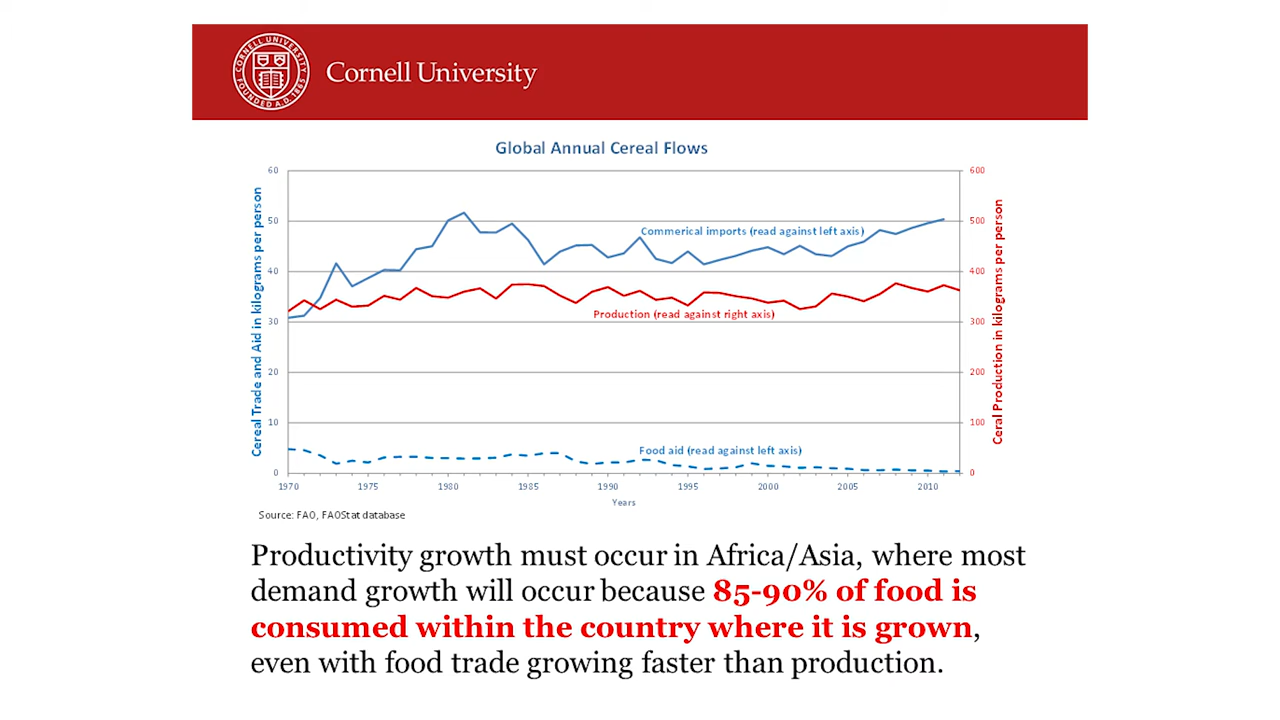 CORNELL UNIVERSITY
FOUNDED A.D. 1865
Cornell University
Global Annual Cereal Flows
Cereal Trade and Aid in kilograms per person
60
50
40
30
20
10
0
Commerical imports (read against left axis)
Production (read against right axis)
Food aid (read against left axis)
600
500
400
300
200
100
0
Ceral Production in kilograms per person
1970 1975 1980 1985 1990 1995 2000 2005 2010
Years
Source: FAO, FAOStat database
Productivity growth must occur in Africa/Asia, where most
demand growth will occur because 85-90% of food is
consumed within the country where it is grown,
even with food trade growing faster than production.